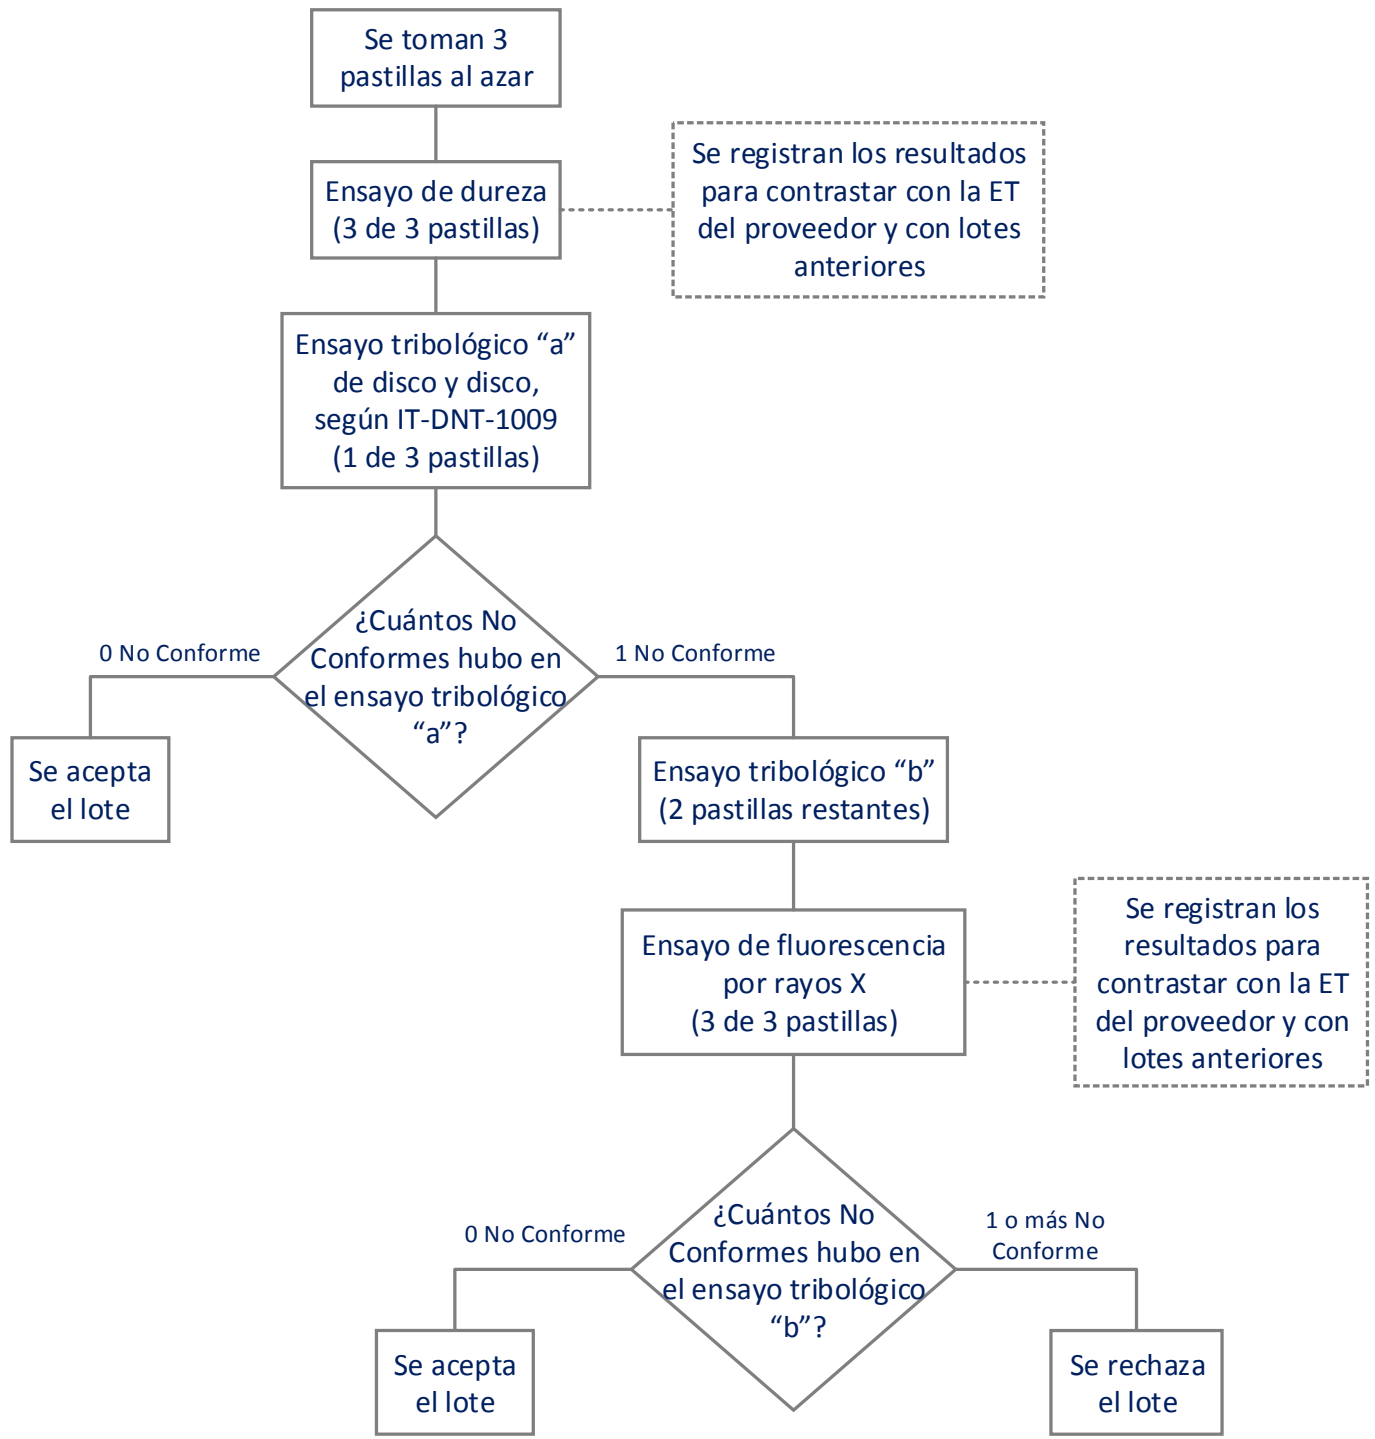 Se toman 3
pastillas al azar
Ensayo de dureza
(3 de 3 pastillas)
Se registran los resultados
para contrastar con la ET
del proveedor y con lotes
anteriores
Ensayo tribológico “a”
de disco y disco,
según IT-DNT-1009
(1 de 3 pastillas)
¿Cuántos No
Conformes hubo en
el ensayo tribológico
“a”?
0 No Conforme
1 No Conforme
Se acepta
el lote
Ensayo tribológico “b”
(2 pastillas restantes)
Ensayo de fluorescencia
por rayos X
(3 de 3 pastillas)
Se registran los
resultados para
contrastar con la ET
del proveedor y con
lotes anteriores
¿Cuántos No
Conformes hubo en
el ensayo tribológico
“b”?
0 No Conforme
1 o más No
Conforme
Se acepta
el lote
Se rechaza
el lote